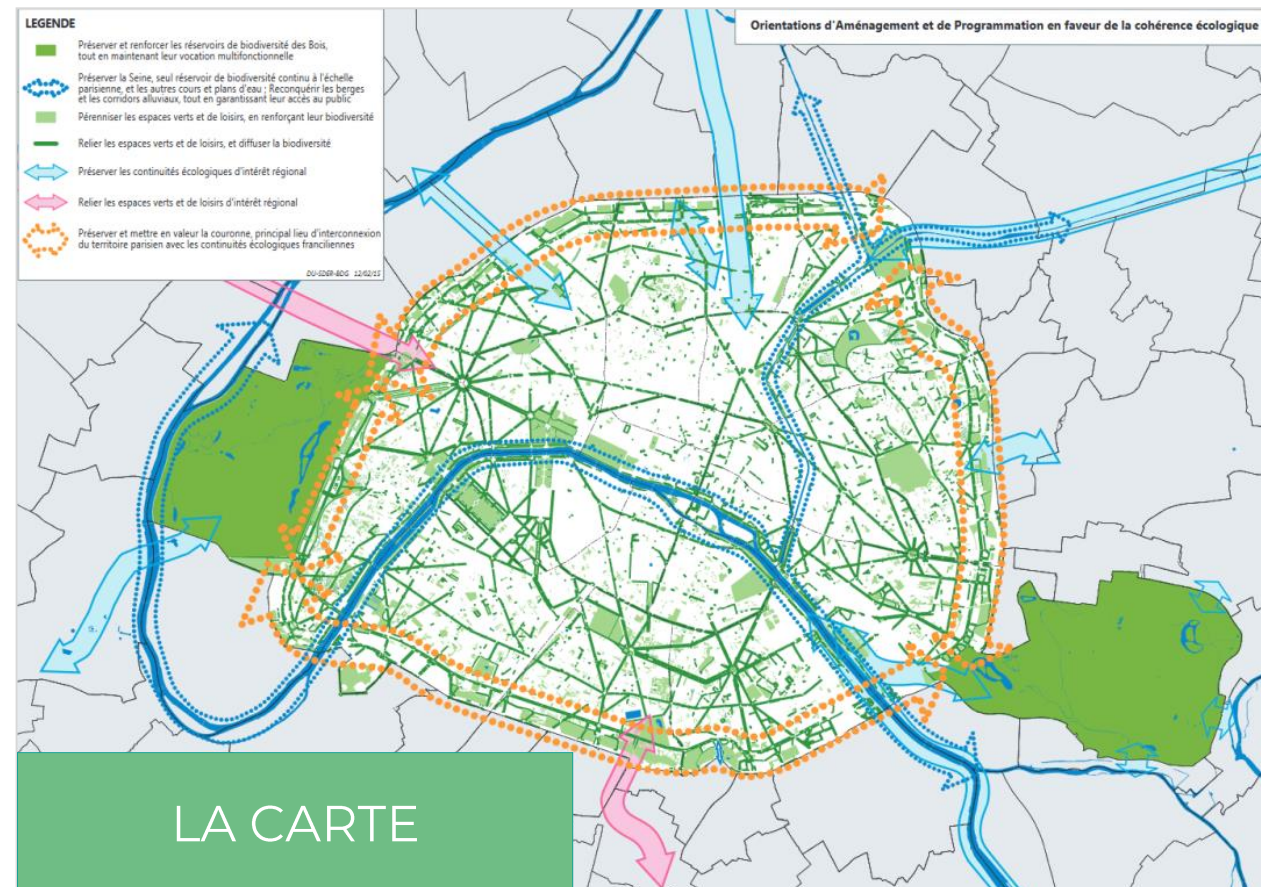 LEGENDE
Préserver et renforcer les réservoirs de biodiversité des Bois,
tout en maintenant leur vocation multifonctionnelle
Préserver la Seine, seul réservoir de biodiversité continu à l'échelle
parisienne, et les autres cours et plans d'eau ; Reconquérir les berges
et les corridors alluviaux, tout en garantissant leur accès au public
Pérenniser les espaces verts et de loisirs, en renforçant leur biodiversité
Relier les espaces verts et de loisirs, et diffuser la biodiversité
Préserver les continuités écologiques d'intérêt régional
Relier les espaces verts et de loisirs d'intérêt régional
Préserver et mettre en valeur la couronne, principal lieu d'interconnexion
du territoire parisien avec les continuités écologiques franciliennes
DU-SDER-BDG 12/02/15
Orientations d'Aménagement et de Programmation en faveur de la cohérence écologique
LA CARTE